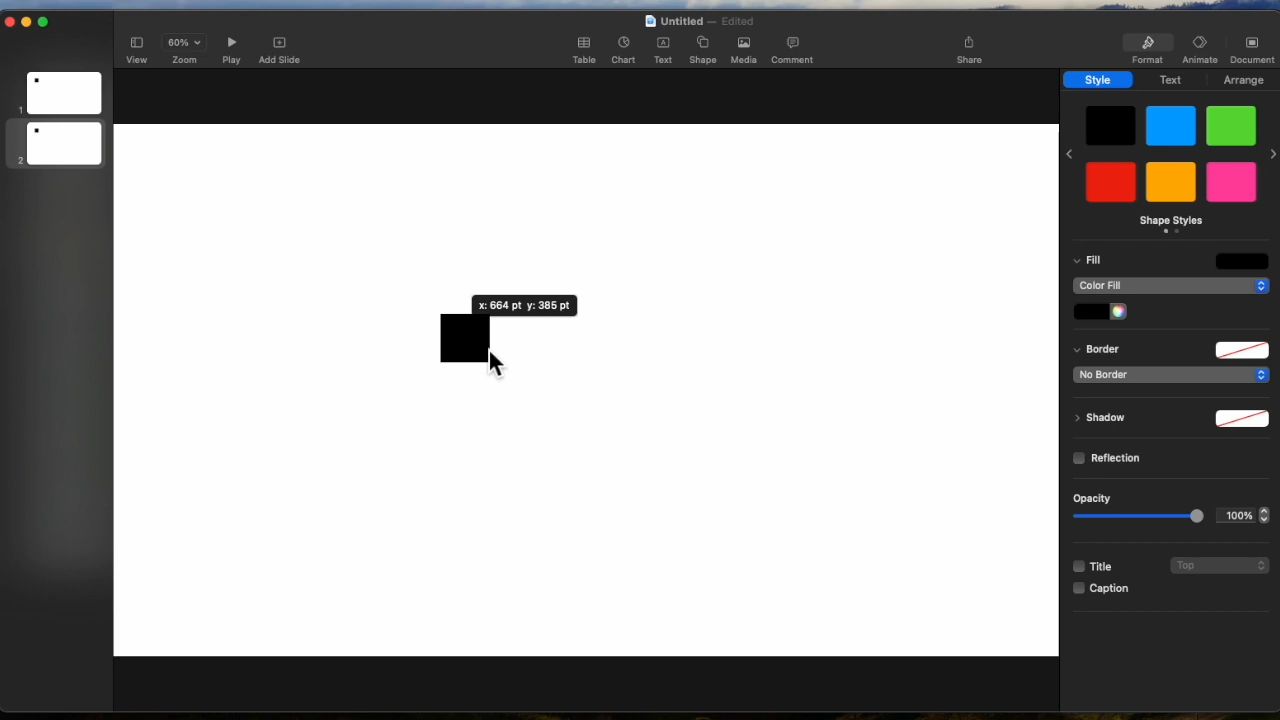 Untitled — Edited
View
60%
Zoom
Play
Add Slide
Table
Chart
Text
Shape
Media
Comment
Share
Format
Animate
Document
1
2
Style
Text
Arrange
Shape Styles
Fill
Color Fill
Border
No Border
Shadow
Reflection
Opacity
100%
Title
Top
Caption
x: 664 pt y: 385 pt